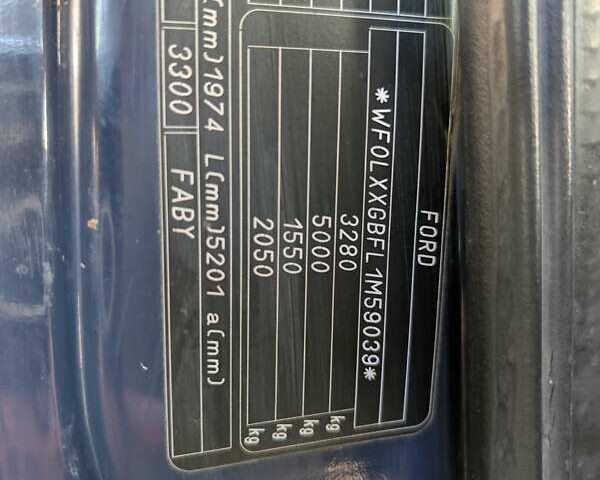 FORD
*WF0LXXGBFL1M59039*
3280 kg
5000 kg
1550 kg
2050 kg
(mm)1974 L(mm)5201 a(mm)
3300 FABY